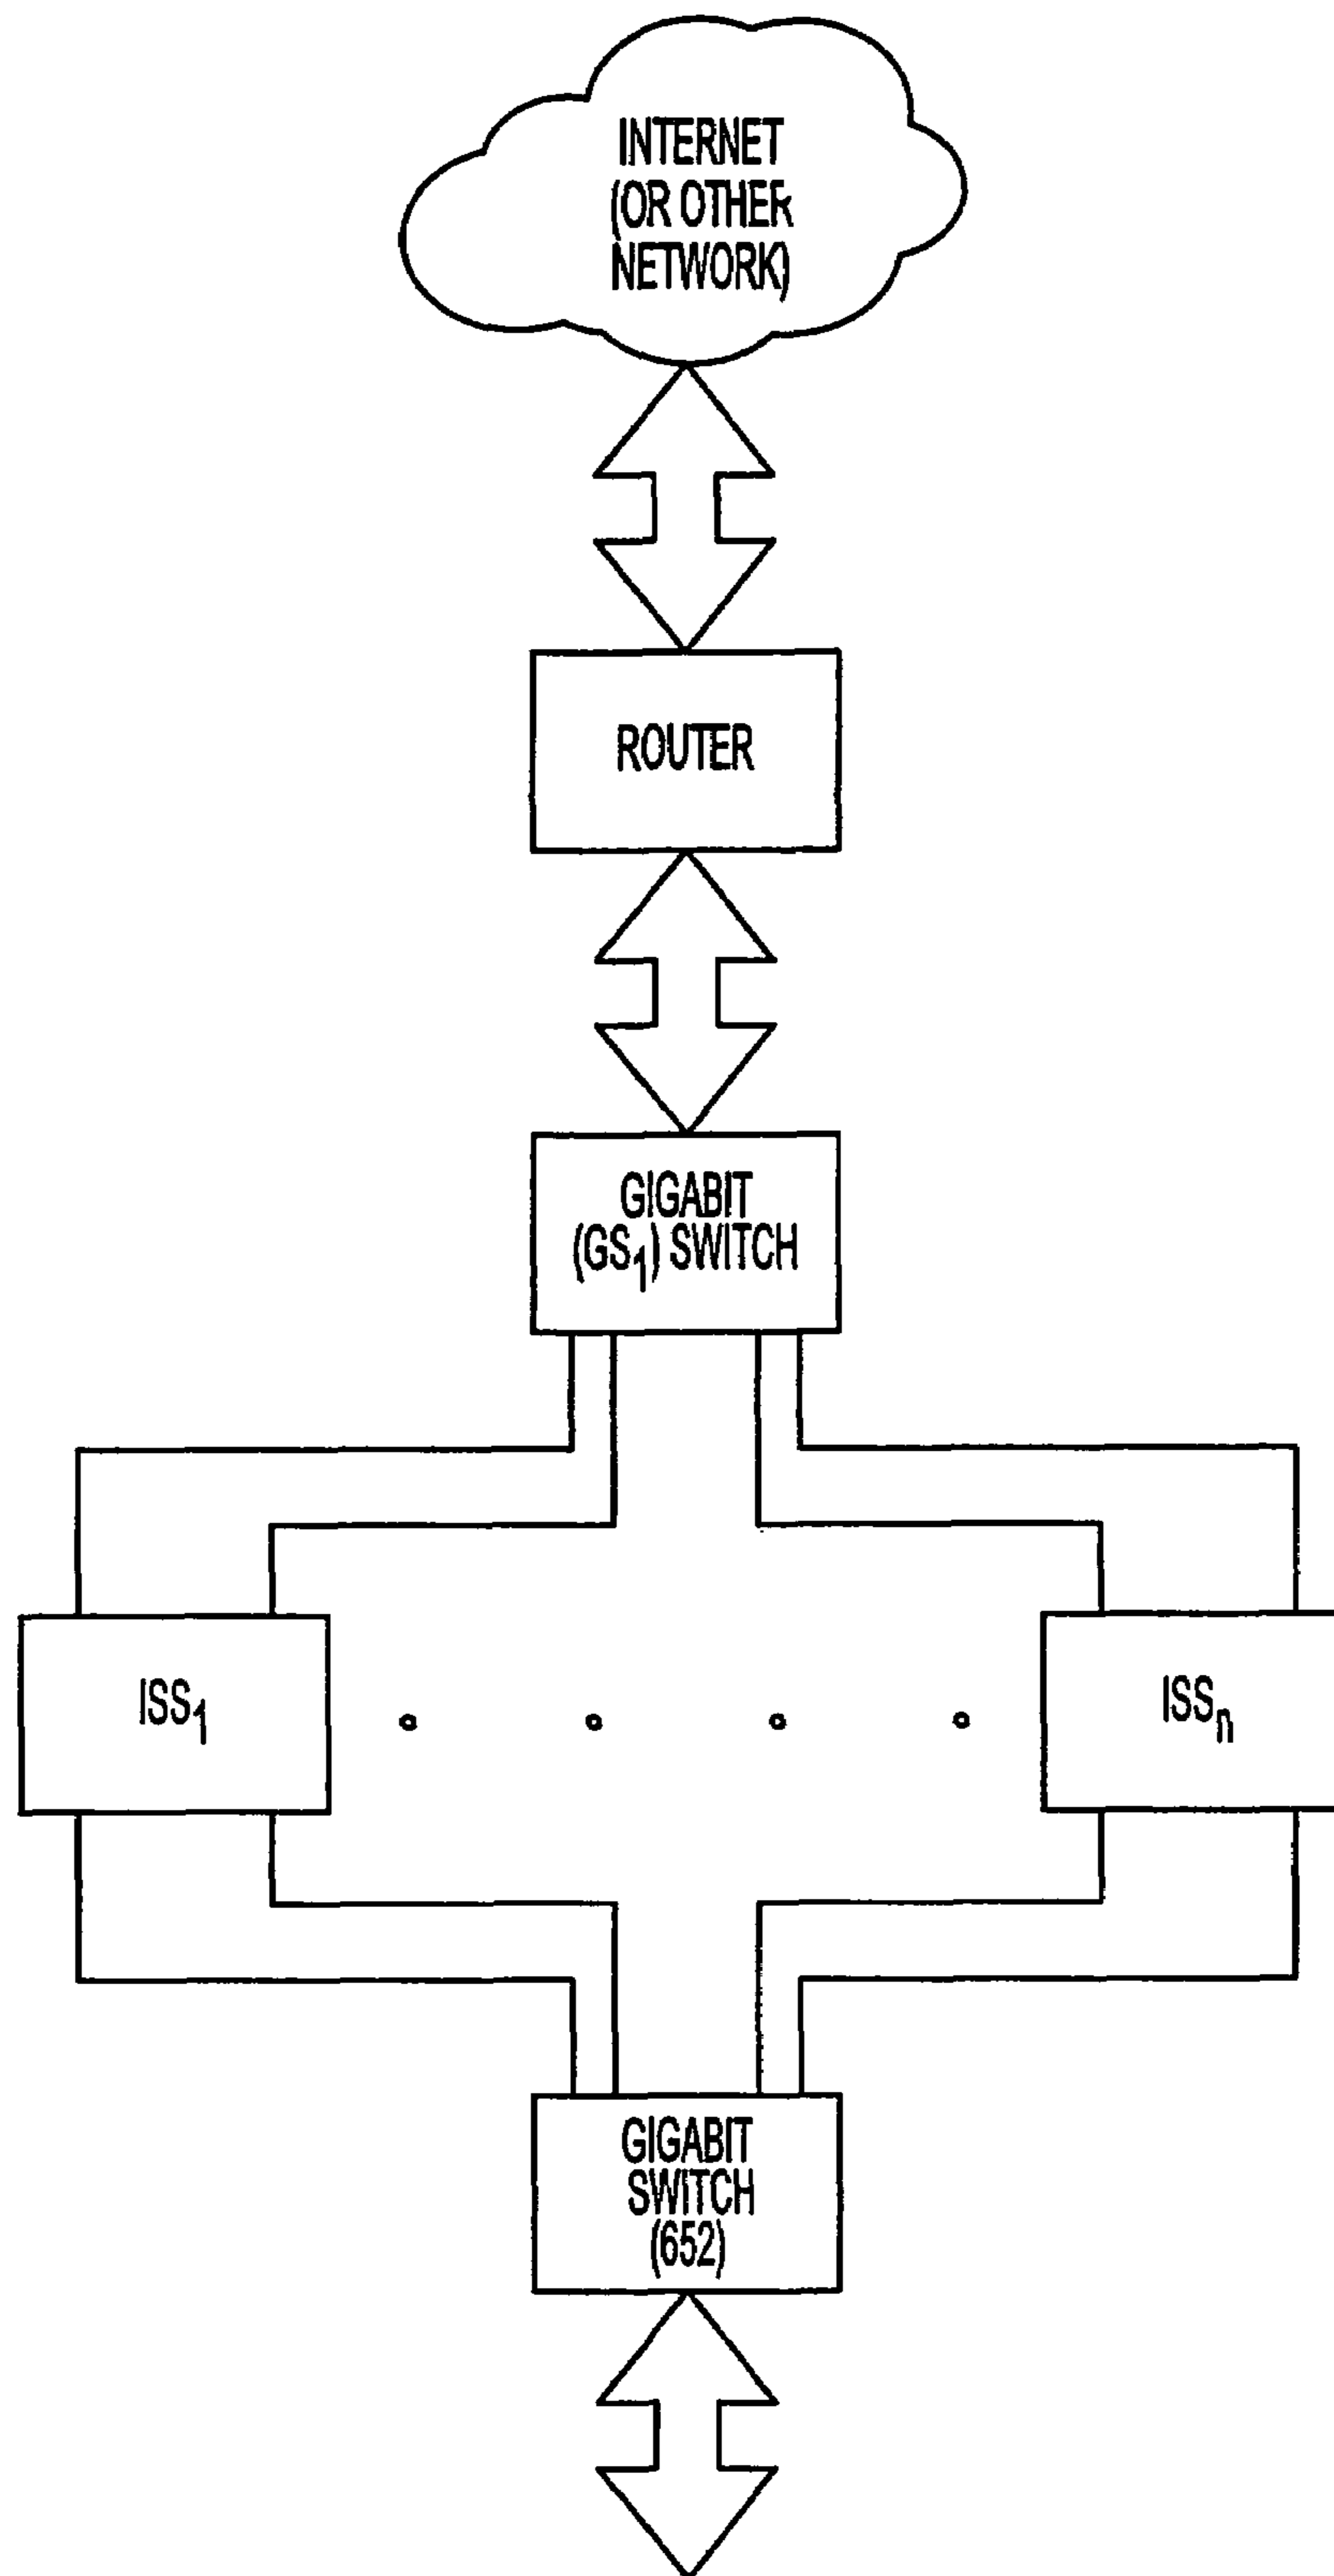 INTERNET
(OR OTHER
NETWORK)
ROUTER
GIGABIT
(GS₁) SWITCH
ISS₁
ISSₙ
GIGABIT
SWITCH
(652)